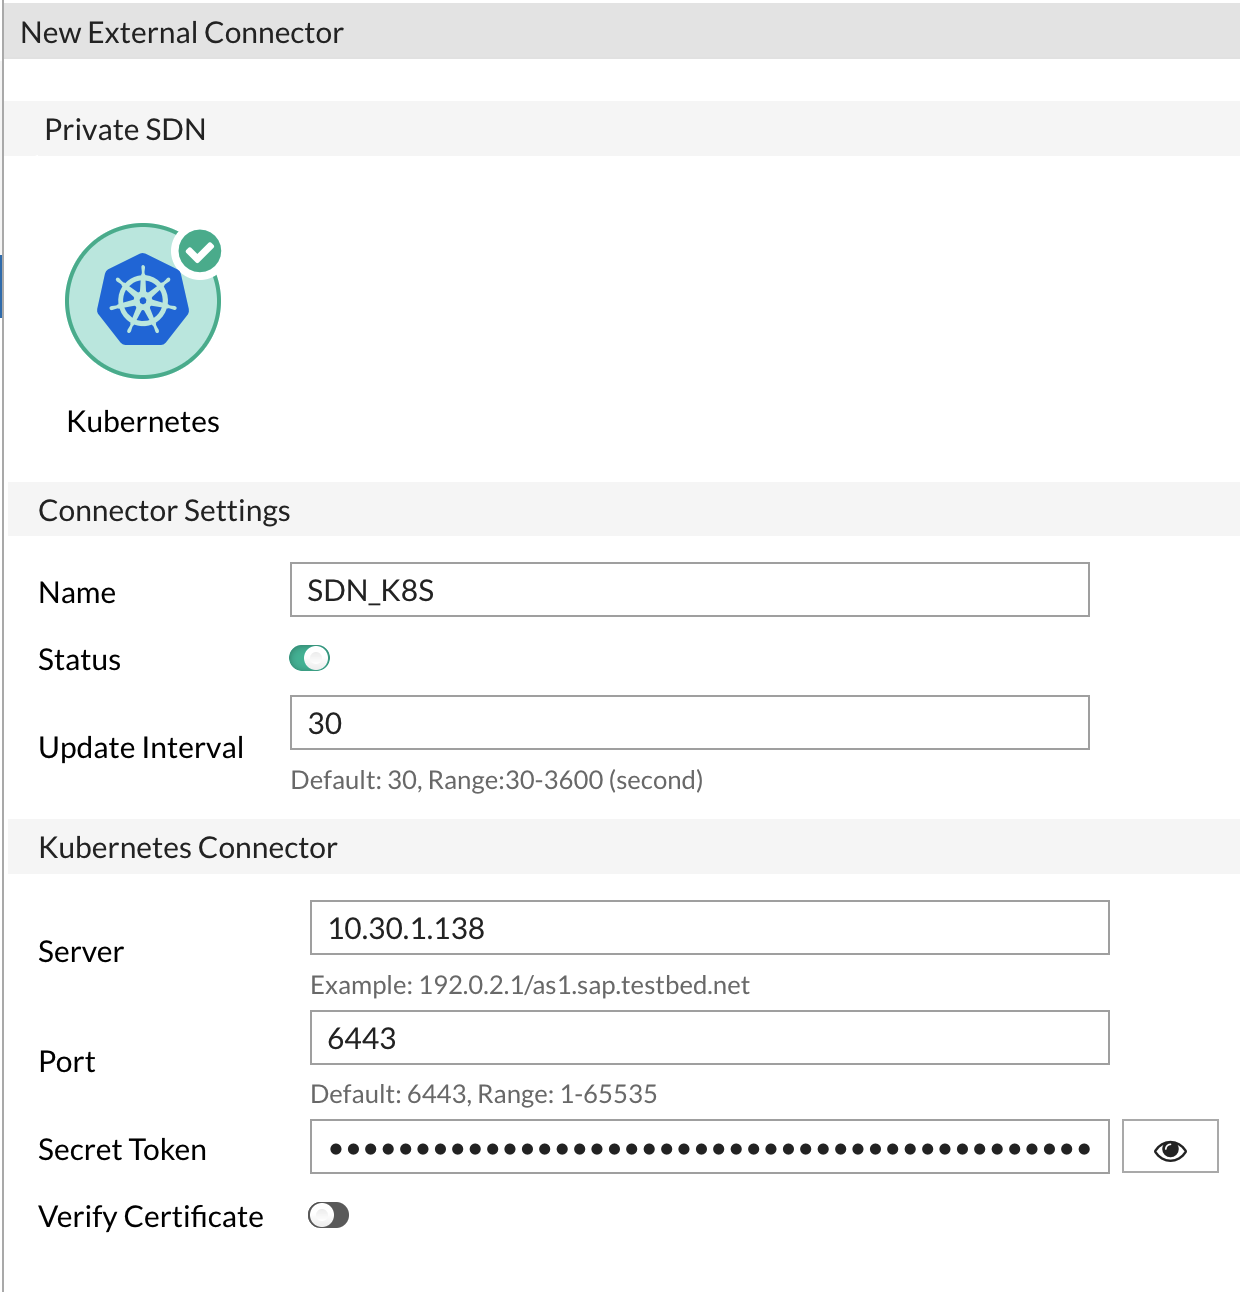 New External Connector
Private SDN
Kubernetes
Connector Settings
Name SDN_K8S
Status
Update Interval 30
Default: 30, Range:30-3600 (second)
Kubernetes Connector
Server 10.30.1.138
Example: 192.0.2.1/as1.sap.testbed.net
Port 6443
Default: 6443, Range: 1-65535
Secret Token ••••••••••••••••••••••••••••••••••••••••••••
Verify Certificate